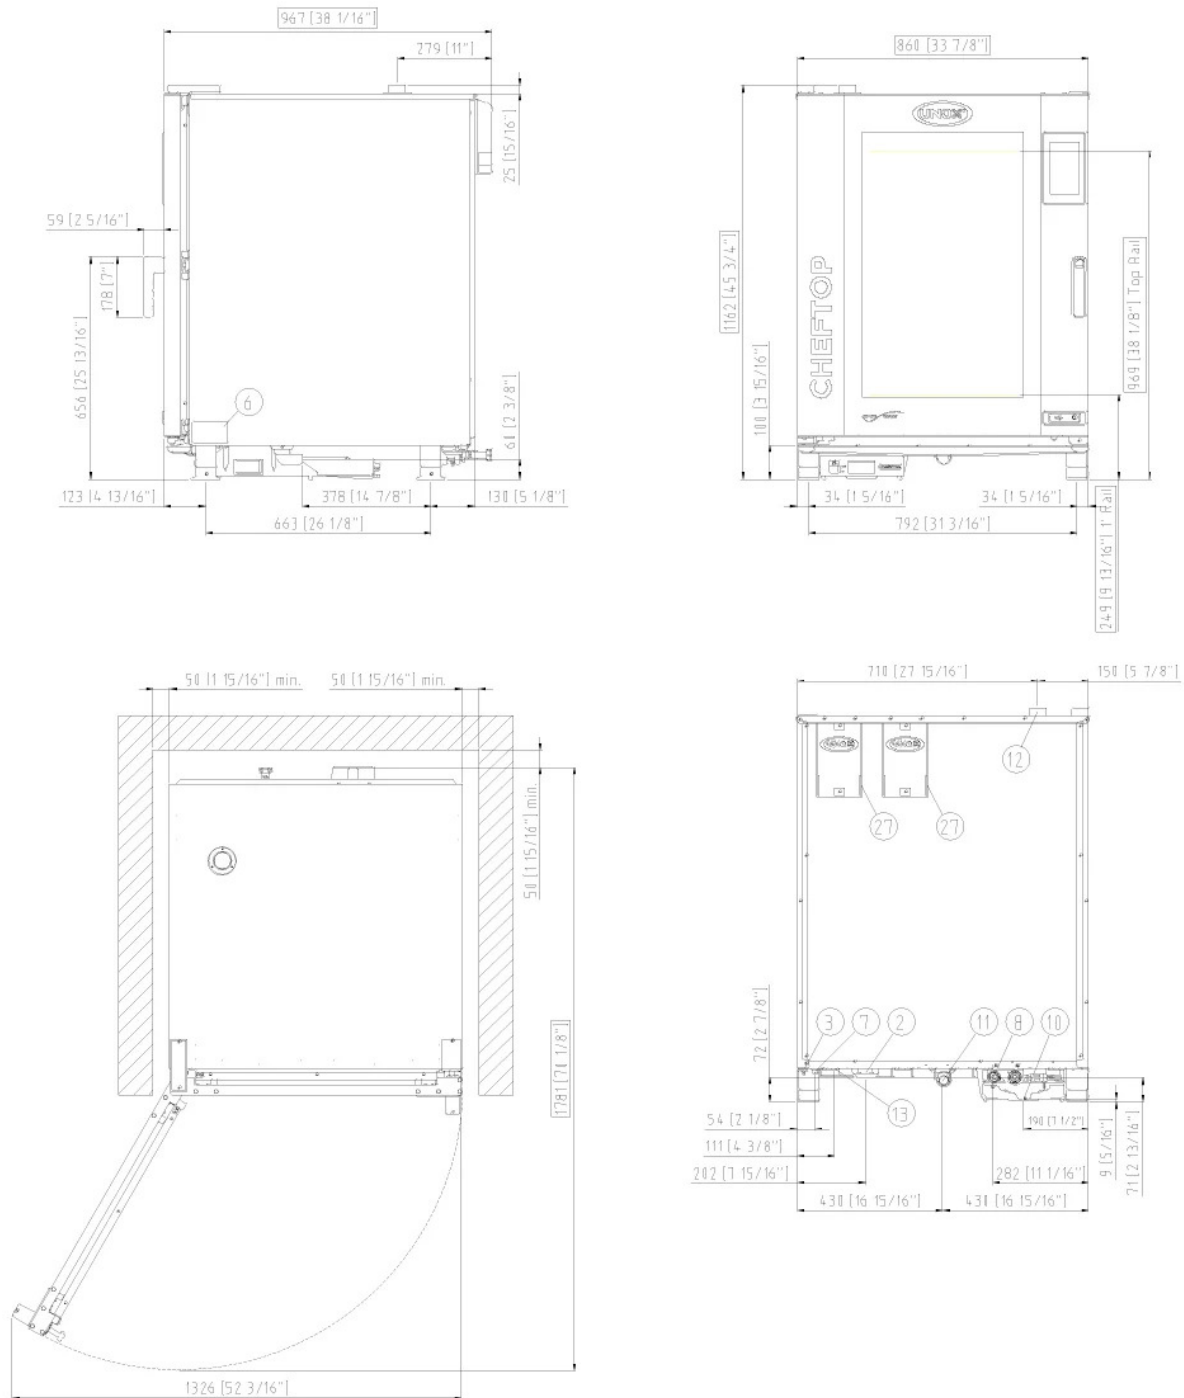 967 [38 1/16"]
279 [11"]
25 [15/16"]
59 [2 5/16"]
178 [7"]
656 [25 13/16"]
6
60 [2 3/8"]
123 [4 13/16"]
378 [14 7/8"]
130 [5 1/8"]
663 [26 1/8"]
860 [33 7/8"]
UNOX
CHEFTOP
1162 [45 3/4"]
100 [3 15/16"]
969 [38 1/8"] Top Rail
34 [1 5/16"]
34 [1 5/16"]
792 [31 3/16"]
249 [9 13/16"] 1' Rail
50 [1 15/16"] min.
50 [1 15/16"] min.
50 [1 15/16"] min.
1781 [70 1/8"]
1326 [52 3/16"]
710 [27 15/16"]
150 [5 7/8"]
12
27
27
72 [2 7/8"]
3
7
2
11
8
10
13
54 [2 1/8"]
190 [7 1/2"]
111 [4 3/8"]
202 [7 15/16"]
282 [11 1/16"]
9 [5/16"]
71 [2 13/16"]
430 [16 15/16"]
430 [16 15/16"]